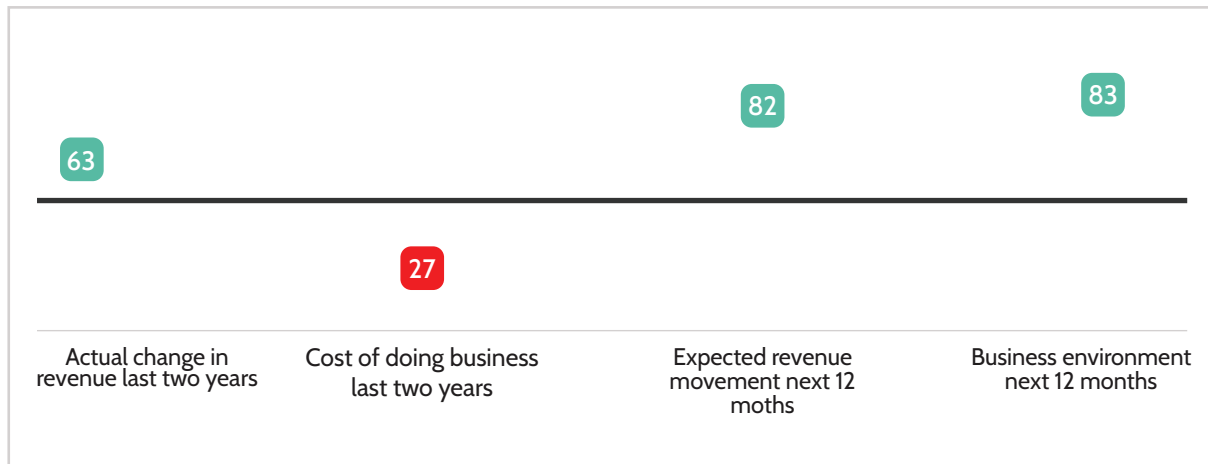 83
82
63
27
Actual change in
revenue last two years
Cost of doing business
last two years
Expected revenue
movement next 12
moths
Business environment
next 12 months